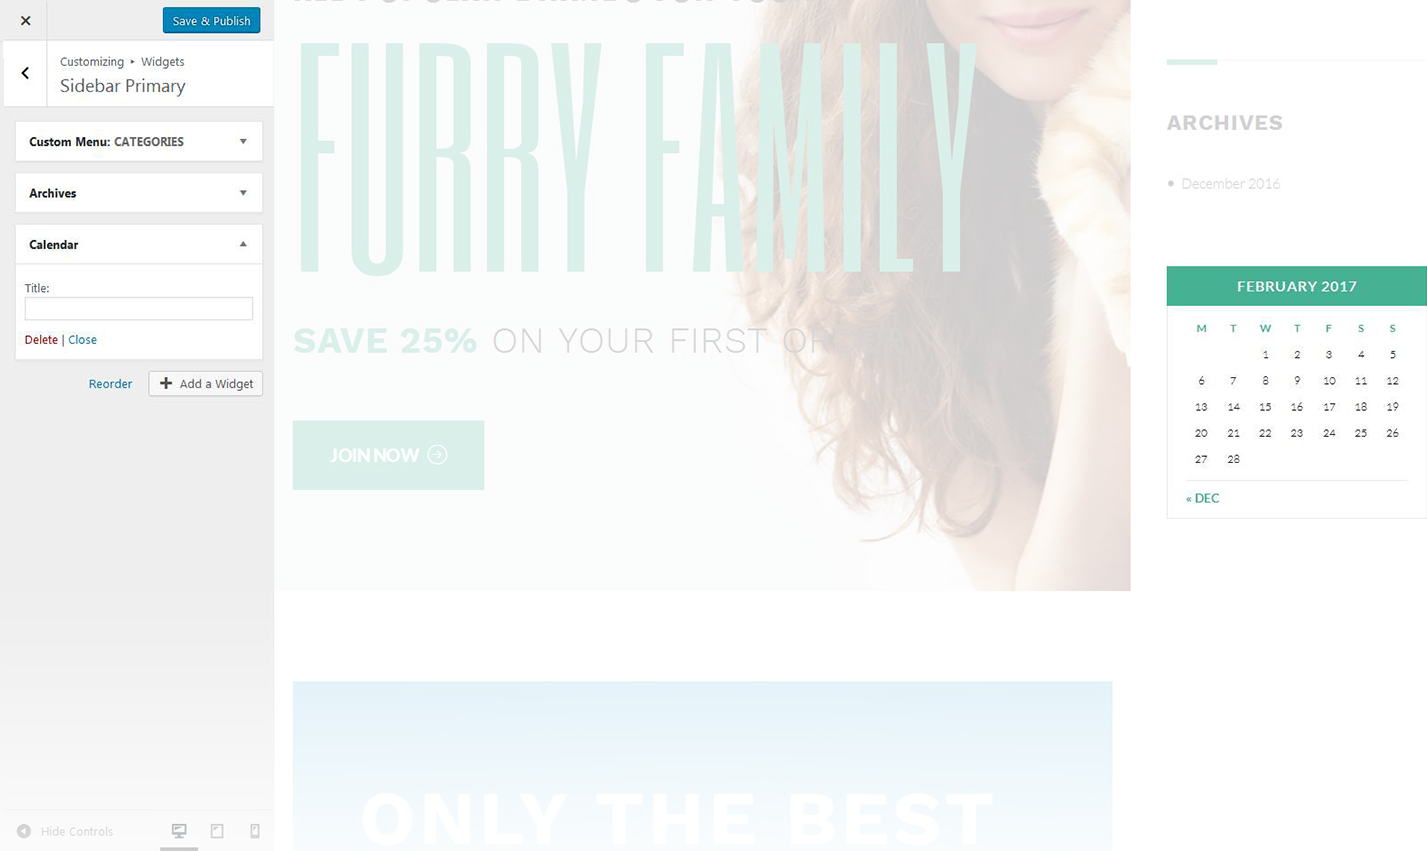 Save & Publish
Customizing ▸ Widgets
Sidebar Primary
Custom Menu: CATEGORIES
Archives
Calendar
Title:
Delete | Close
Reorder
Add a Widget
Hide Controls
FURRY FAMILY
SAVE 25% ON YOUR FIRST OR
JOIN NOW
ONLY THE BEST
ARCHIVES
• December 2016
FEBRUARY 2017
M T W T F S S
1 2 3 4 5
6 7 8 9 10 11 12
13 14 15 16 17 18 19
20 21 22 23 24 25 26
27 28
« DEC